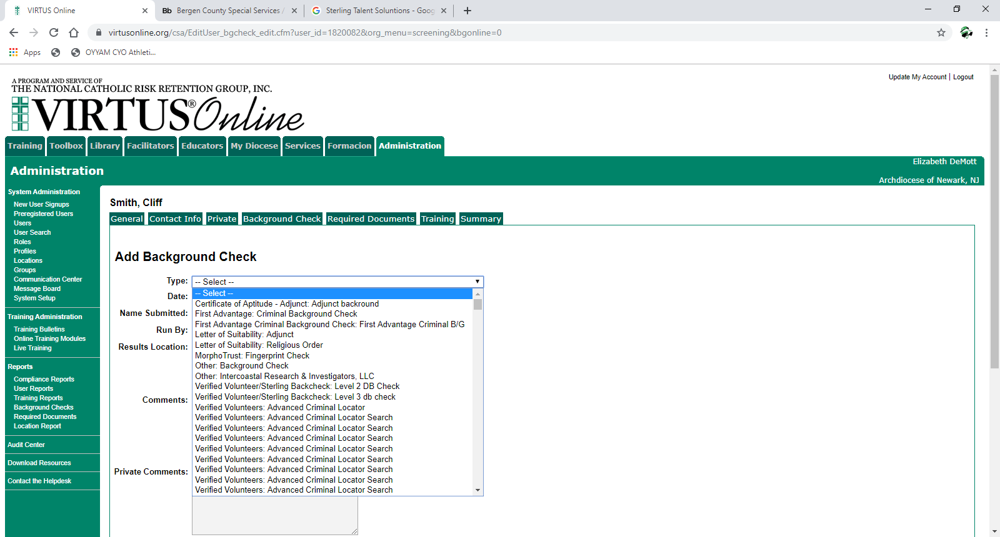 VIRTUS Online
Bergen County Special Services /
Sterling Talent Soluntions - Goog
virtusonline.org/csa/EditUser_bgcheck_edit.cfm?user_id=1820082&org_menu=screening&bgonline=0
Apps
OYYAM CYO Athleti...
Update My Account | Logout
A PROGRAM AND SERVICE OF
THE NATIONAL CATHOLIC RISK RETENTION GROUP, INC.
VIRTUS® Online
Training Toolbox Library Facilitators Educators My Diocese Services Formacion Administration
Elizabeth DeMott
Administration
Archdiocese of Newark, NJ
System Administration
New User Signups
Preregistered Users
Users
User Search
Roles
Profiles
Locations
Groups
Communication Center
Message Board
System Setup
Training Administration
Training Bulletins
Online Training Modules
Live Training
Reports
Compliance Reports
User Reports
Training Reports
Background Checks
Required Documents
Location Report
Audit Center
Download Resources
Contact the Helpdesk
Smith, Cliff
General Contact Info Private Background Check Required Documents Training Summary
Add Background Check
Type: -- Select --
Date:
Name Submitted:
Run By:
Results Location:
Comments:
Private Comments:
-- Select --
Certificate of Aptitude - Adjunct: Adjunct backround
First Advantage: Criminal Background Check
First Advantage Criminal Background Check: First Advantage Criminal B/G
Letter of Suitability: Adjunct
Letter of Suitability: Religious Order
MorphoTrust: Fingerprint Check
Other: Background Check
Other: Intercoastal Research & Investigators, LLC
Verified Volunteer/Sterling Backcheck: Level 2 DB Check
Verified Volunteer/Sterling Backcheck: Level 3 db check
Verified Volunteers: Advanced Criminal Locator
Verified Volunteers: Advanced Criminal Locator Search
Verified Volunteers: Advanced Criminal Locator Search
Verified Volunteers: Advanced Criminal Locator Search
Verified Volunteers: Advanced Criminal Locator Search
Verified Volunteers: Advanced Criminal Locator Search
Verified Volunteers: Advanced Criminal Locator Search
Verified Volunteers: Advanced Criminal Locator Search
Verified Volunteers: Advanced Criminal Locator Search